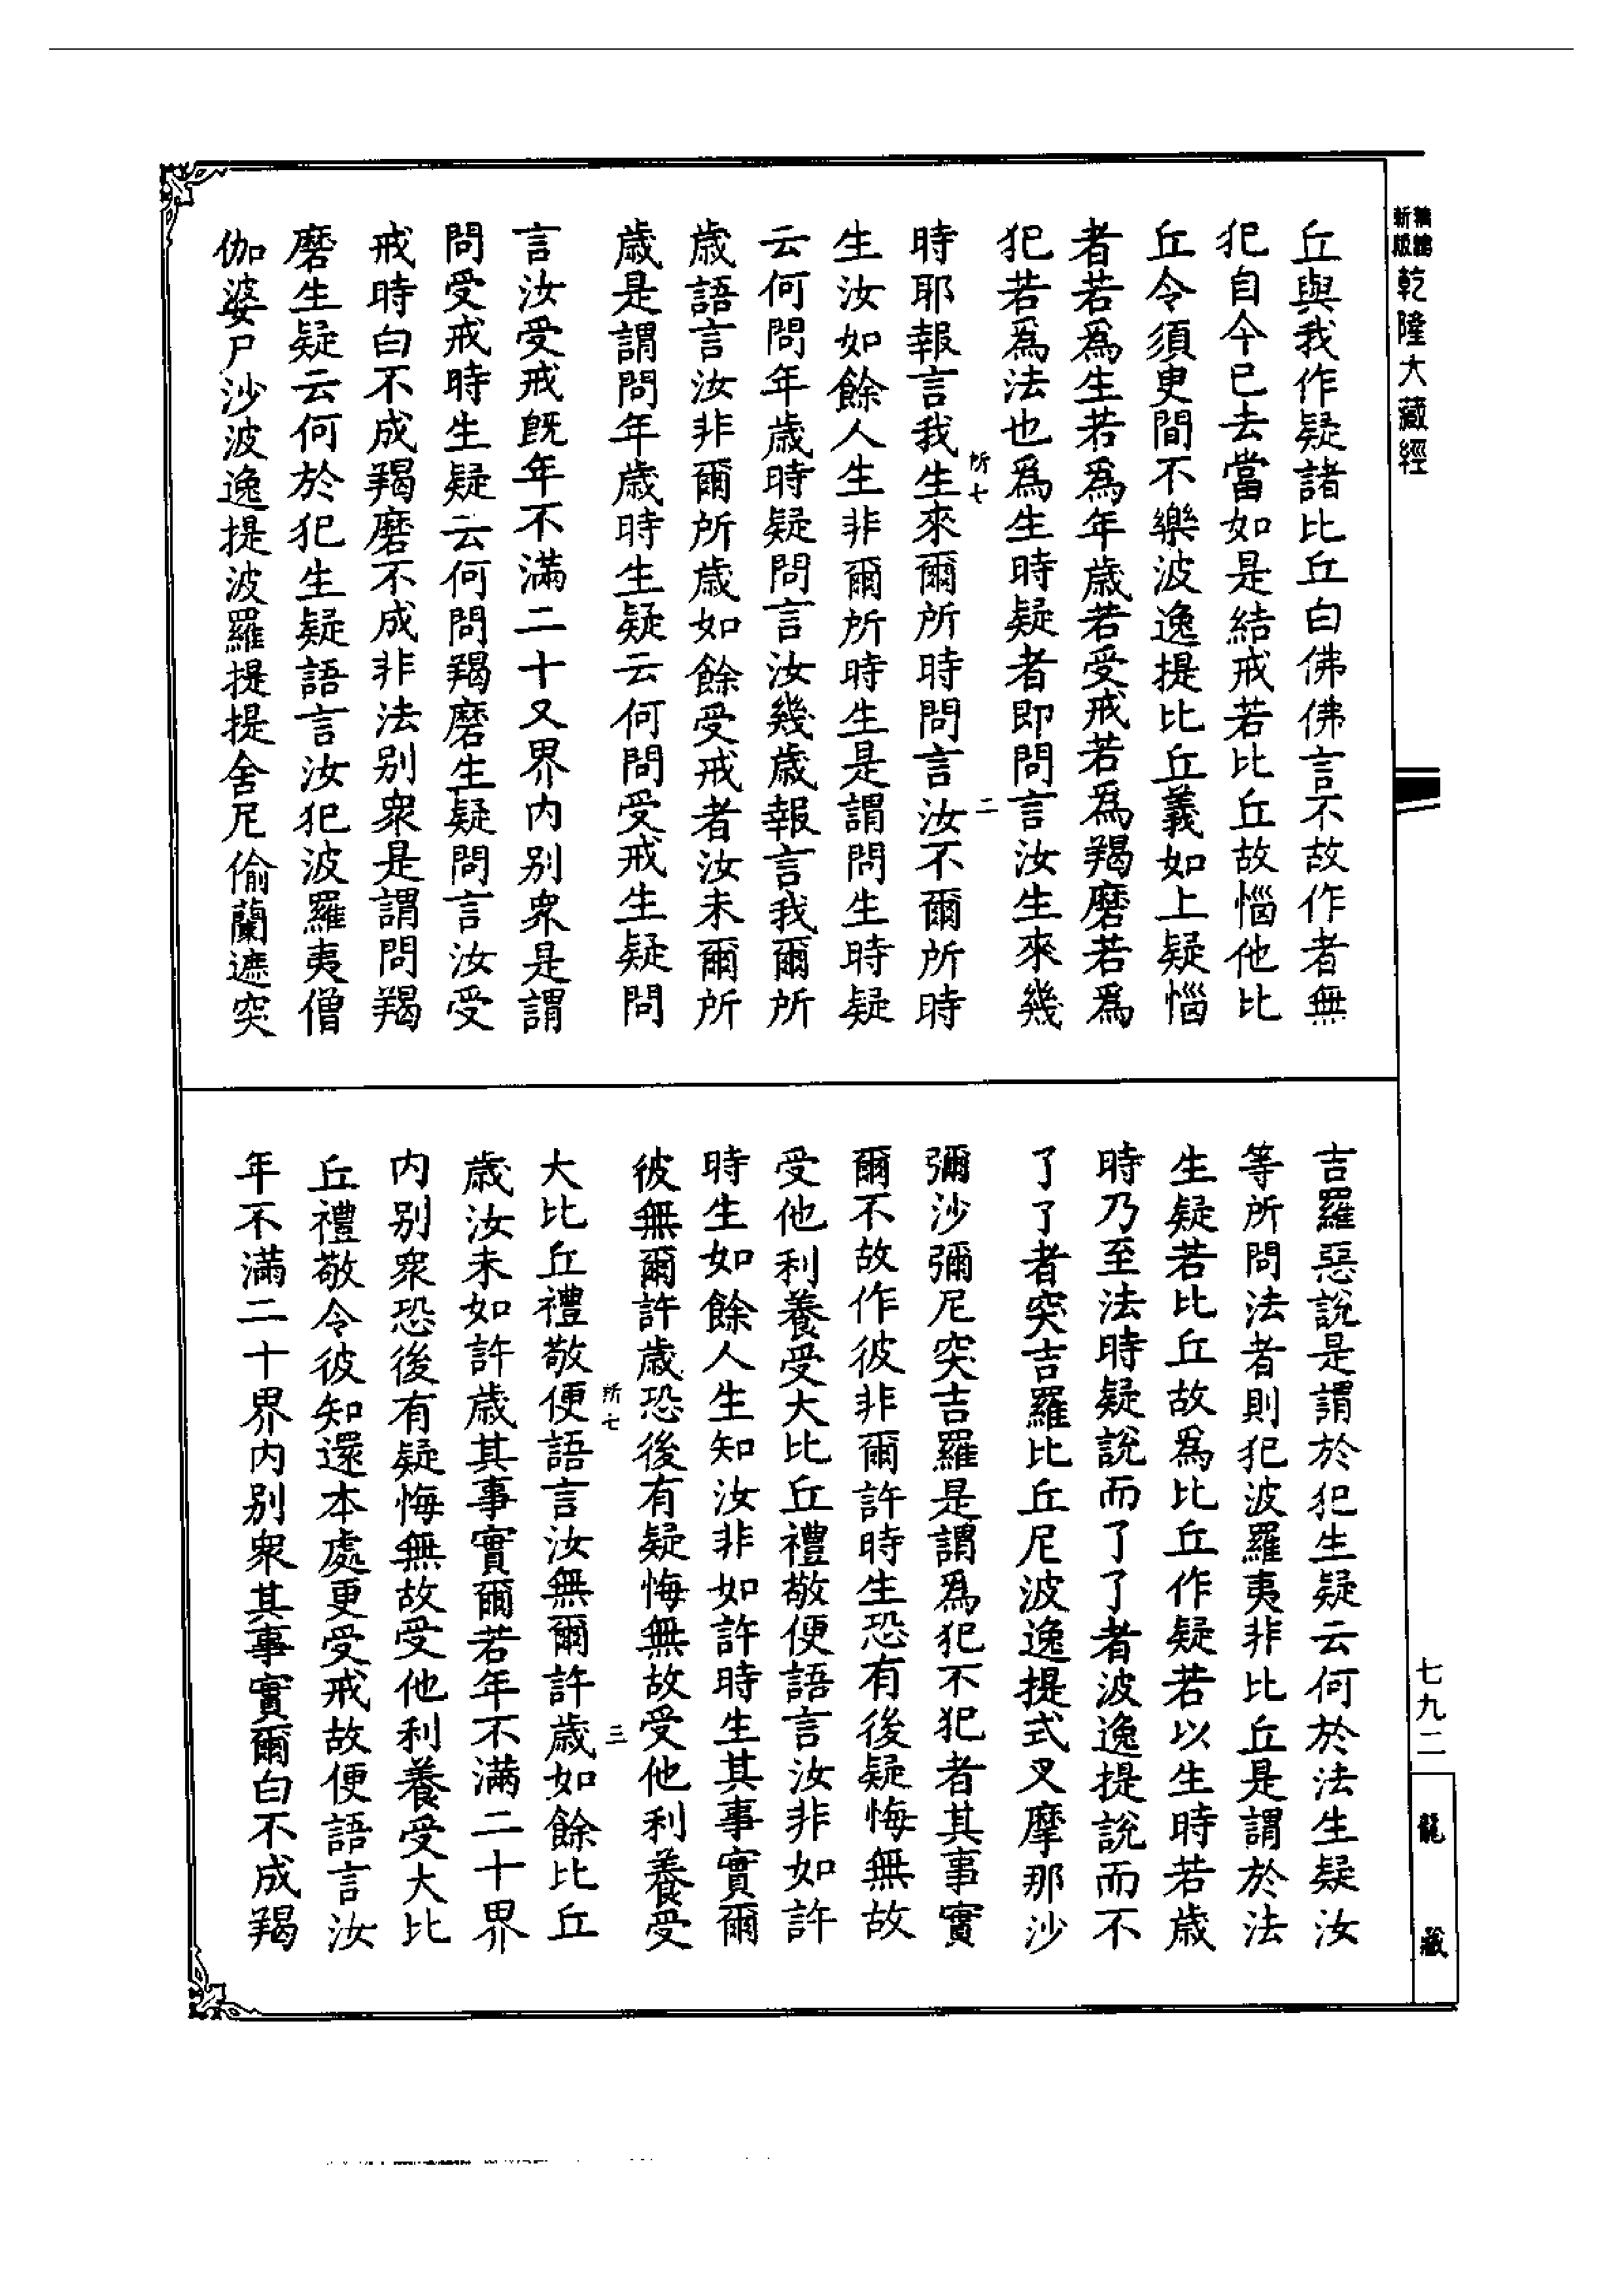 新版
乾隆大藏經
丘與我作疑諸比丘白佛佛言不故作者無
犯自今已去當如是結戒若比丘故惱他比
丘令須更間不樂波逸提比丘義如上疑惱
者若爲生若爲年歲若受戒若爲羯磨若爲
犯若爲法也爲生時疑者即問言汝生來幾
所七
二
時耶報言我生來爾所時問言汝不爾所時
生汝如餘人生非爾所時生是謂問生時疑
云何問年歲時疑問言汝幾歲報言我爾所
歲語言汝非爾所歲如餘受戒者汝未爾所
歲是謂問年歲時生疑云何問受戒生疑問
言汝受戒旣年不滿二十又界內別衆是謂
問受戒時生疑云何問羯磨生疑問言汝受
戒時白不成羯磨不成非法別衆是謂問羯
磨生疑云何於犯生疑語言汝犯波羅夷僧
伽婆尸沙波逸提波羅提提舍尼偷蘭遮突
吉羅惡說是謂於犯生疑云何於法生疑汝
等所問法者則犯波羅夷非比丘是謂於法
生疑若比丘故爲比丘作疑若以生時若歲
時乃至法時疑說而了了者波逸提說而不
了了者突吉羅比丘尼波逸提式叉摩那沙
彌沙彌尼突吉羅是謂爲犯不犯者其事實
爾不故作彼非爾許時生恐有後疑悔無故
受他利養受大比丘禮敬便語言汝非如許
時生如餘人生知汝非如許時生其事實爾
彼無爾許歲恐後有疑悔無故受他利養受
所七
三
大比丘禮敬便語言汝無爾許歲如餘比丘
歲汝未如許歲其事實爾若年不滿二十界
內別衆恐後有疑悔無故受他利養受大比
丘禮敬令彼知還本處更受戒故便語言汝
年不滿二十界內別衆其事實爾白不成羯
七九二
龍藏